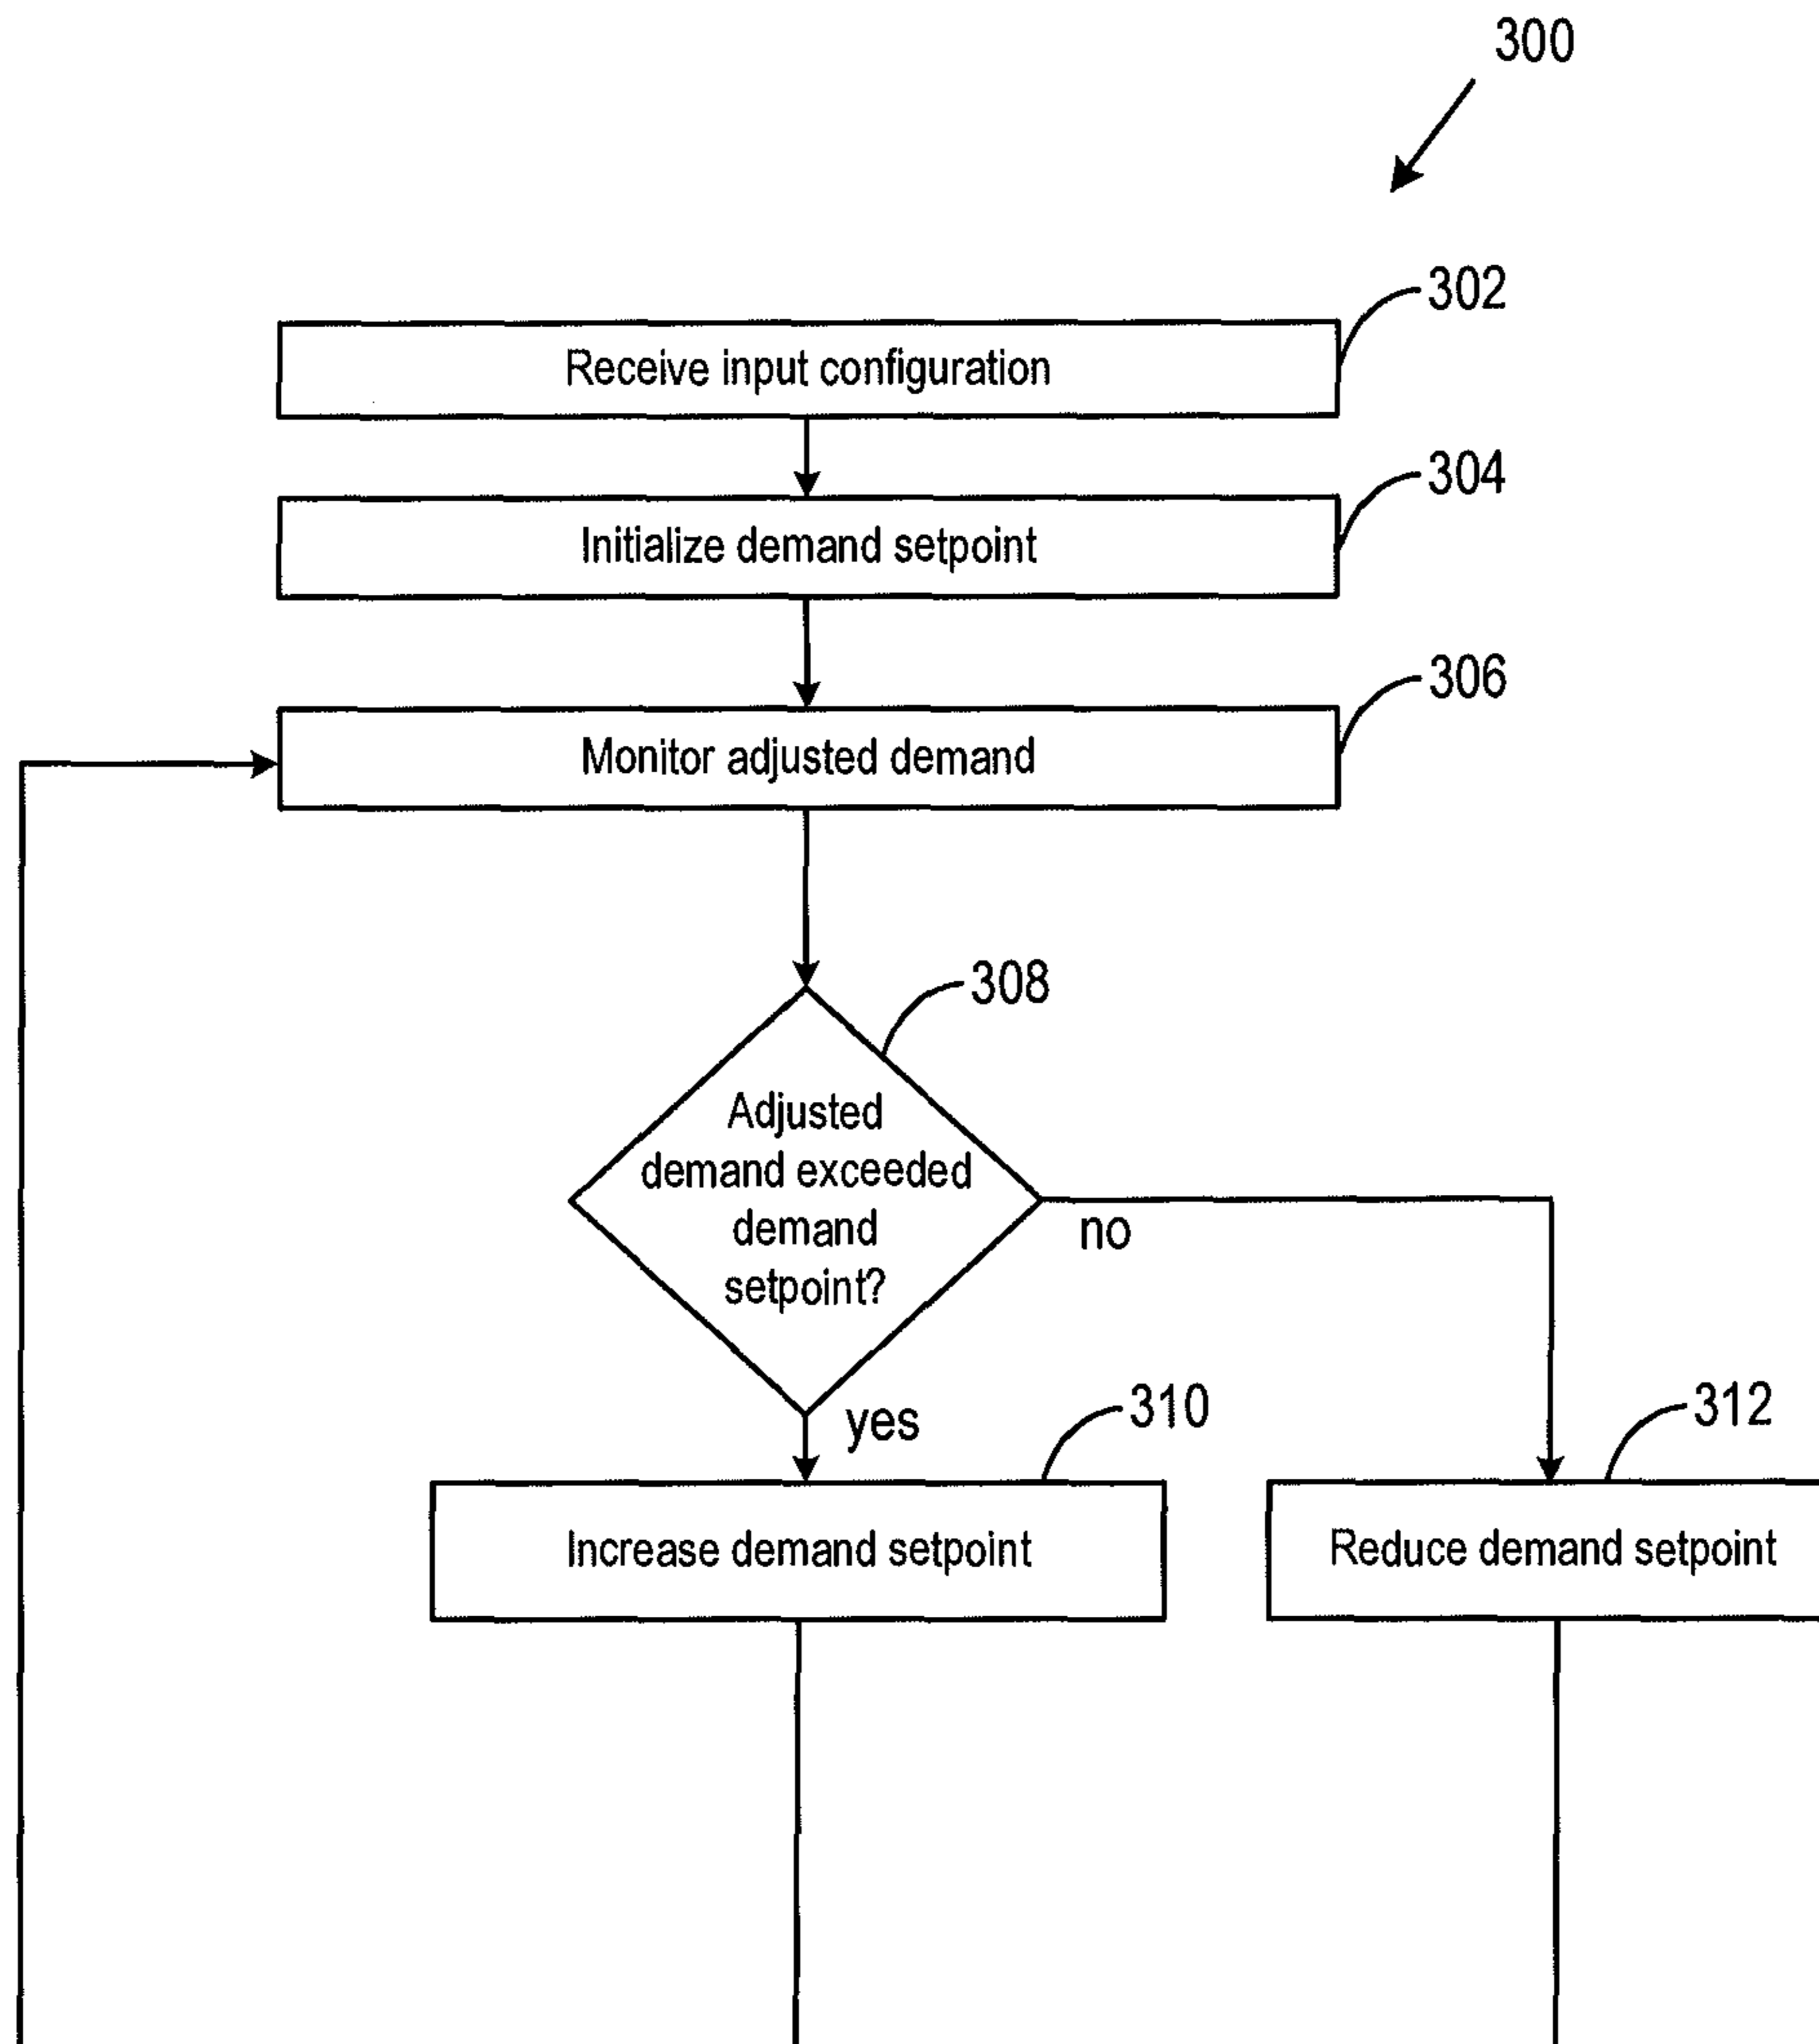 300
302
Receive input configuration
304
Initialize demand setpoint
306
Monitor adjusted demand
308
Adjusted
demand exceeded
demand
setpoint?
no
yes
310
312
Increase demand setpoint
Reduce demand setpoint